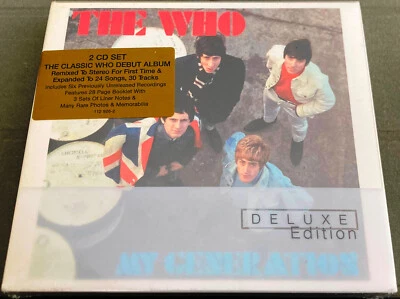 THE WHO
2 CD SET
THE CLASSIC WHO DEBUT ALBUM
Remixed To Stereo For First Time &
Expanded To 24 Songs, 30 Tracks
Includes Six Previously Unreleased Recordings
Features 28 Page Booklet With
3 Sets Of Liner Notes &
Many Rare Photos & Memorabilia
DELUXE
Edition
MY GENERATION